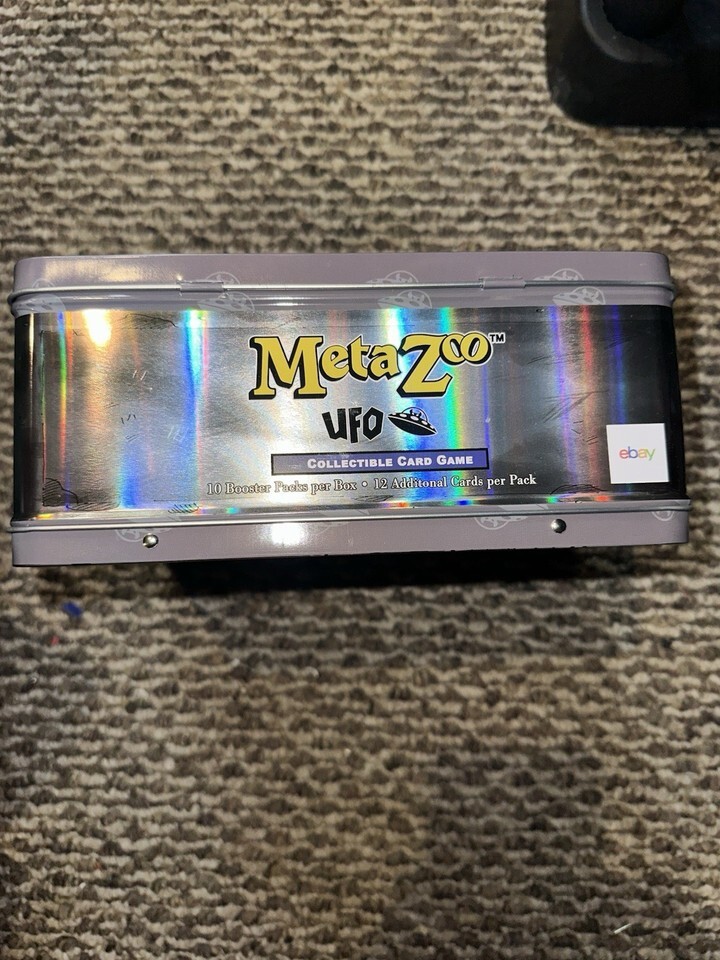 MetaZoo™
UFO
Collectible Card Game
10 Booster Packs per Box • 12 Additonal Cards per Pack
ebay